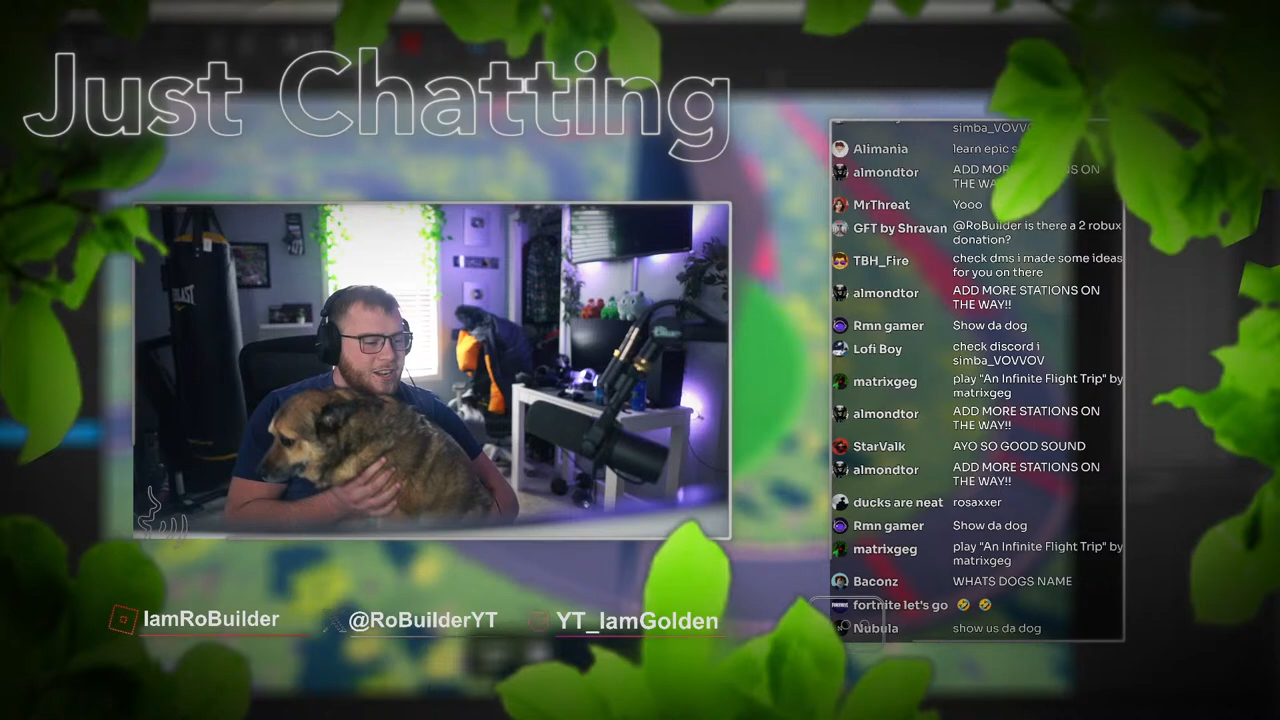 Just Chatting
simba_VOVVOV
Alimania learn epic s
almondtor ADD MORE STATIONS ON
THE WAY!!
MrThreat Yooo
GFT by Shravan @RoBuilder is there a 2 robux
donation?
TBH_Fire check dms i made some ideas
for you on there
almondtor ADD MORE STATIONS ON
THE WAY!!
Rmn gamer Show da dog
Lofi Boy check discord i
simba_VOVVOV
matrixgeg play "An Infinite Flight Trip" by
matrixgeg
almondtor ADD MORE STATIONS ON
THE WAY!!
StarValk AYO SO GOOD SOUND
almondtor ADD MORE STATIONS ON
THE WAY!!
ducks are neat rosaxxer
Rmn gamer Show da dog
matrixgeg play "An Infinite Flight Trip" by
matrixgeg
Baconz WHATS DOGS NAME
fortnite let's go 🤣 🤣
Nubula show us da dog
IamRoBuilder
@RoBuilderYT
YT_IamGolden